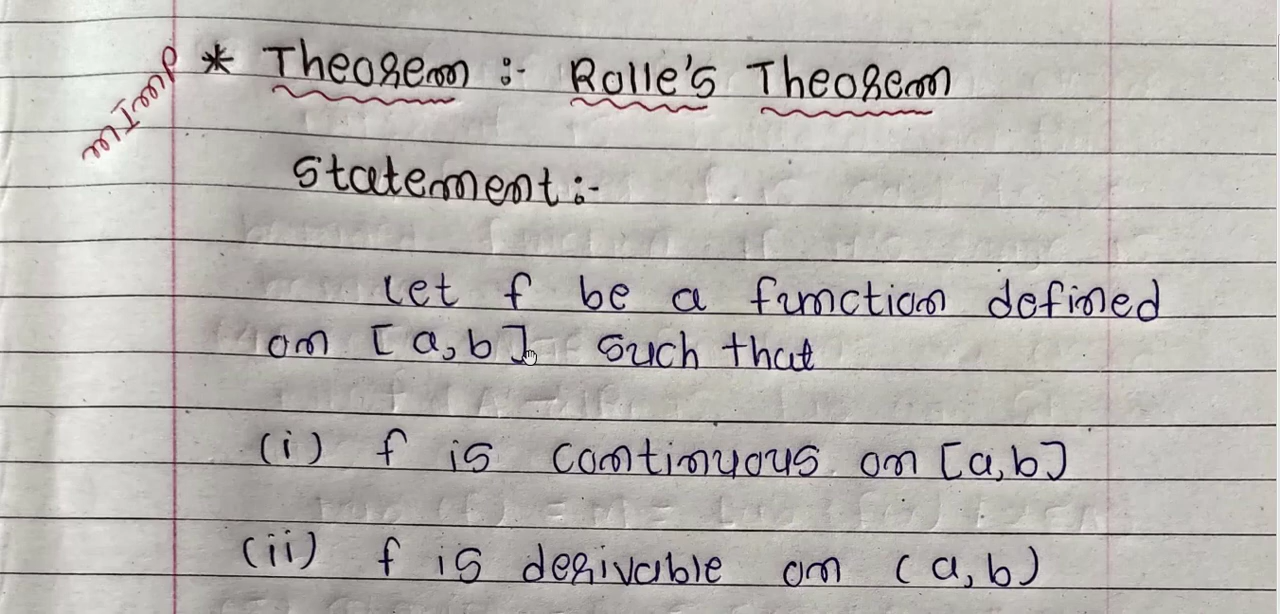 * Theorem :- Rolle's Theorem
Statement :-
Let f be a function defined
on [a,b] such that
(i) f is continuous on [a,b]
(ii) f is derivable on (a,b)